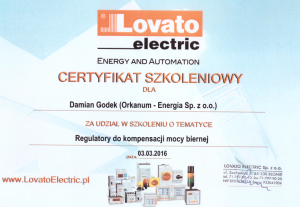 Lovato
electric
ENERGY AND AUTOMATION
CERTYFIKAT SZKOLENIOWY
DLA
Damian Godek (Orkanum - Energia Sp. z o.o.)
ZA UDZIAŁ W SZKOLENIU O TEMATYCE
Regulatory do kompensacji mocy biernej
03.03.2016
DATA
LOVATO ELECTRIC Sp. z o.o.
www.LovatoElectric.pl